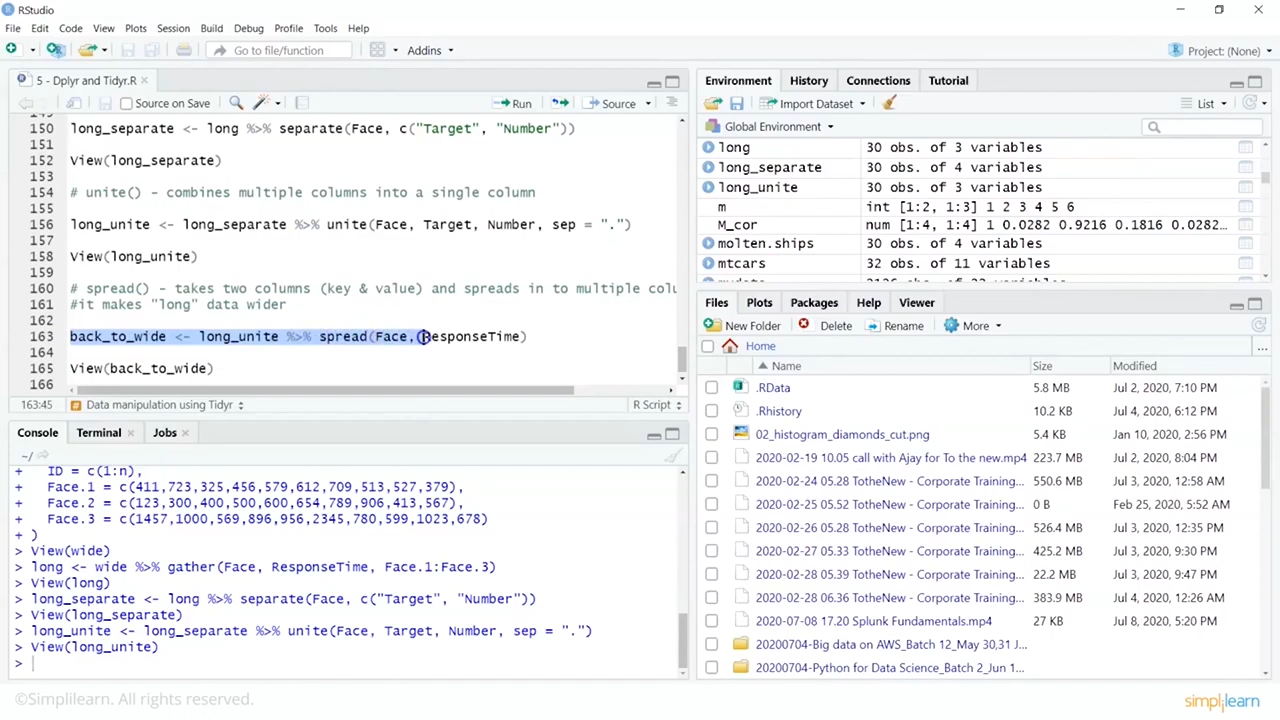 RStudio
File Edit Code View Plots Session Build Debug Profile Tools Help
Go to file/function Addins Project: (None)
5 - Dplyr and Tidyr.R
Source on Save Run Source
150 long_separate <- long %>% separate(Face, c("Target", "Number"))
151
152 View(long_separate)
153
154 # unite() - combines multiple columns into a single column
155
156 long_unite <- long_separate %>% unite(Face, Target, Number, sep = ".")
157
158 View(long_unite)
159
160 # spread() - takes two columns (key & value) and spreads in to multiple colu
161 #it makes "long" data wider
162
163 back_to_wide <- long_unite %>% spread(Face, ResponseTime)
164
165 View(back_to_wide)
166
163:45 Data manipulation using Tidyr R Script
Console Terminal Jobs
~/
+ ID = c(1:n),
+ Face.1 = c(411,723,325,456,579,612,709,513,527,379),
+ Face.2 = c(123,300,400,500,600,654,789,906,413,567),
+ Face.3 = c(1457,1000,569,896,956,2345,780,599,1023,678)
+ )
> View(wide)
> long <- wide %>% gather(Face, ResponseTime, Face.1:Face.3)
> View(long)
> long_separate <- long %>% separate(Face, c("Target", "Number"))
> View(long_separate)
> long_unite <- long_separate %>% unite(Face, Target, Number, sep = ".")
> View(long_unite)
>
Environment History Connections Tutorial
Import Dataset List
Global Environment
long 30 obs. of 3 variables
long_separate 30 obs. of 4 variables
long_unite 30 obs. of 3 variables
m int [1:2, 1:3] 1 2 3 4 5 6
M_cor num [1:4, 1:4] 1 0.0282 0.9216 0.1816 0.0282...
molten.ships 30 obs. of 4 variables
mtcars 32 obs. of 11 variables
Files Plots Packages Help Viewer
New Folder Delete Rename More
Home ...
Name Size Modified
.RData 5.8 MB Jul 2, 2020, 7:10 PM
.Rhistory 10.2 KB Jul 4, 2020, 6:12 PM
02_histogram_diamonds_cut.png 5.4 KB Jan 10, 2020, 2:56 PM
2020-02-19 10.05 call with Ajay for To the new.mp4 223.7 MB Jul 2, 2020, 8:04 PM
2020-02-24 05.28 TotheNew - Corporate Training... 550.6 MB Jul 3, 2020, 12:58 AM
2020-02-25 05.52 TotheNew - Corporate Training... 0 B Feb 25, 2020, 5:52 AM
2020-02-26 05.28 TotheNew - Corporate Training... 526.4 MB Jul 3, 2020, 12:35 PM
2020-02-27 05.33 TotheNew - Corporate Training... 425.2 MB Jul 3, 2020, 9:30 PM
2020-02-28 05.39 TotheNew - Corporate Training... 22.2 MB Jul 3, 2020, 9:47 PM
2020-02-28 06.36 TotheNew - Corporate Training... 383.9 MB Jul 4, 2020, 12:26 AM
2020-07-08 17.20 Splunk Fundamentals.mp4 27 KB Jul 8, 2020, 5:20 PM
20200704-Big data on AWS_Batch 12_May 30,31 J...
20200704-Python for Data Science_Batch 2_Jun 1...
©Simplilearn. All rights reserved.
simplilearn